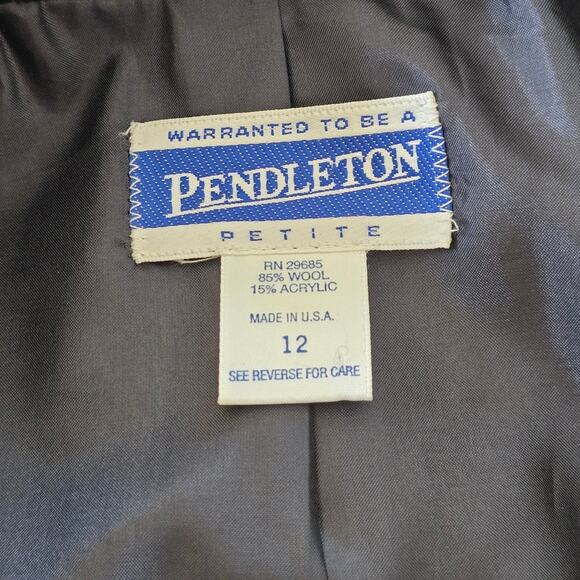 WARRANTED TO BE A
PENDLETON
PETITE
RN 29685
85% WOOL
15% ACRYLIC
MADE IN U.S.A.
12
SEE REVERSE FOR CARE